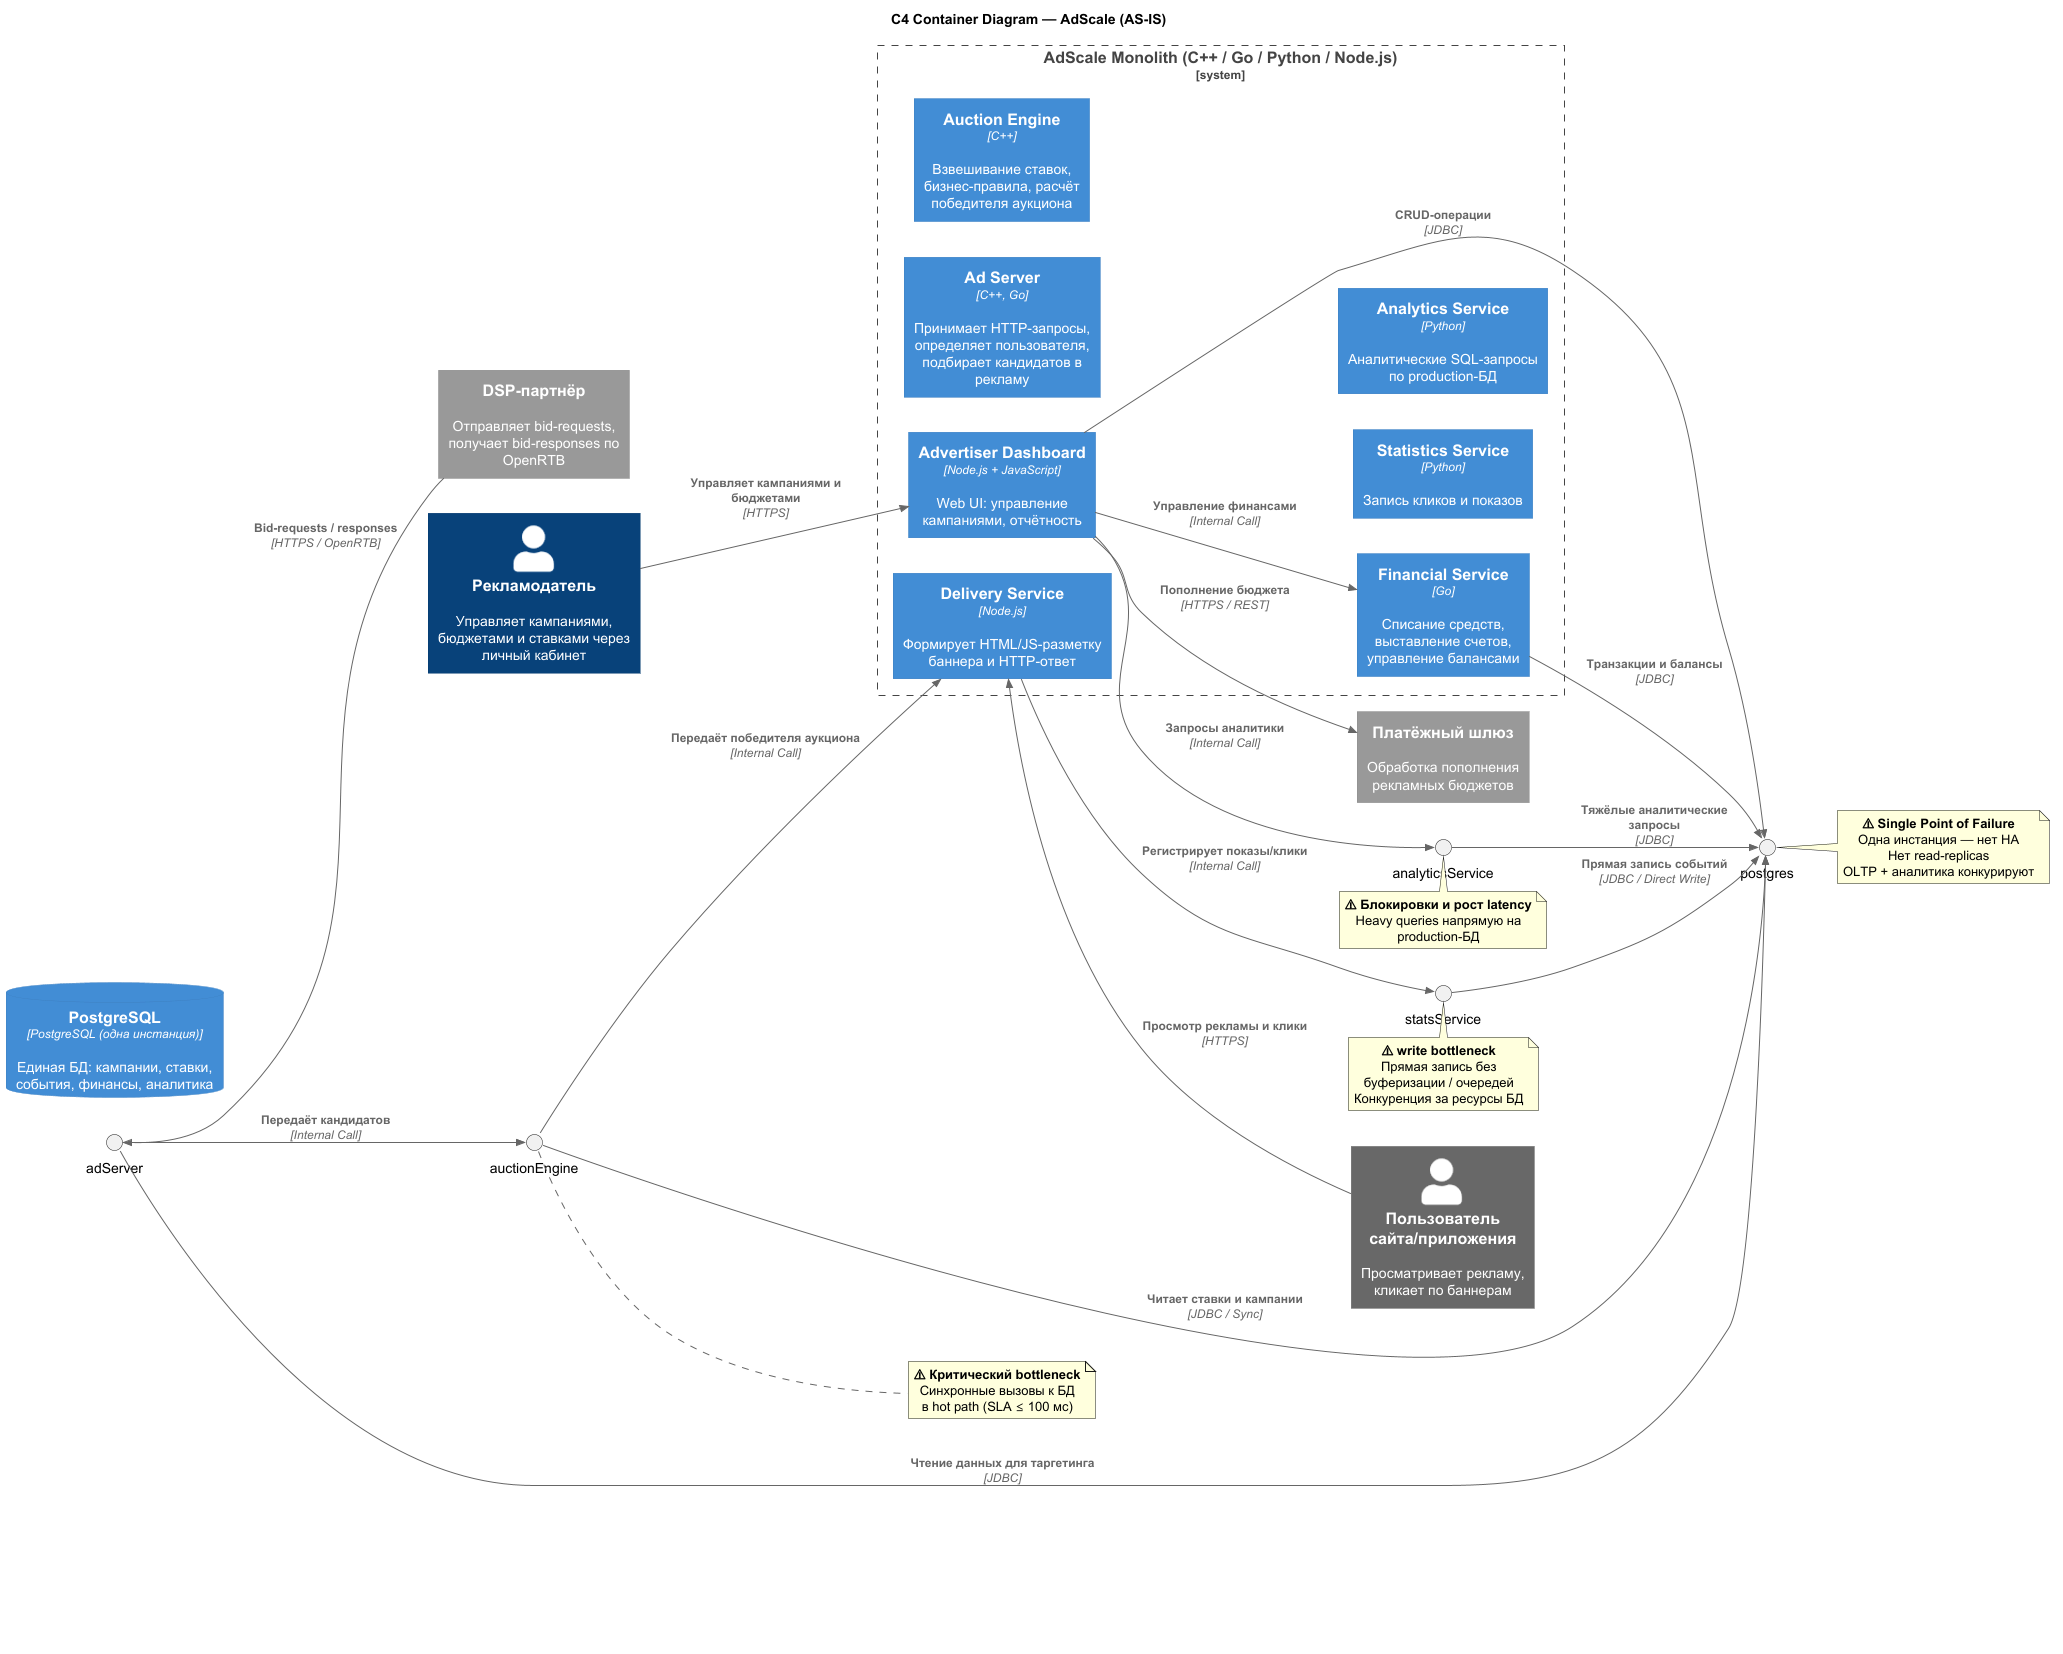 C4 Container Diagram — AdScale (AS-IS)
AdScale Monolith (C++ / Go / Python / Node.js)
[system]
Auction Engine
[C++]
Взвешивание ставок,
бизнес-правила, расчёт
победителя аукциона
CRUD-операции
[JDBC]
Ad Server
[C++, Go]
Принимает HTTP-запросы,
определяет пользователя,
подбирает кандидатов в
рекламу
Analytics Service
[Python]
Аналитические SQL-запросы
по production-БД
DSP-партнёр
Отправляет bid-requests,
получает bid-responses по
OpenRTB
Advertiser Dashboard
[Node.js + JavaScript]
Web UI: управление
кампаниями, отчётность
Statistics Service
[Python]
Запись кликов и показов
Управляет кампаниями и
бюджетами
[HTTPS]
Bid-requests / responses
[HTTPS / OpenRTB]
Управление финансами
[Internal Call]
Рекламодатель
Управляет кампаниями,
бюджетами и ставками через
личный кабинет
Delivery Service
[Node.js]
Формирует HTML/JS-разметку
баннера и HTTP-ответ
Пополнение бюджета
[HTTPS / REST]
Financial Service
[Go]
Списание средств,
выставление счетов,
управление балансами
Транзакции и балансы
[JDBC]
Передаёт победителя аукциона
[Internal Call]
Запросы аналитики
[Internal Call]
Платёжный шлюз
Обработка пополнения
рекламных бюджетов
Тяжёлые аналитические
запросы
[JDBC]
⚠ Single Point of Failure
Одна инстанция — нет HA
Нет read-replicas
OLTP + аналитика конкурируют
Регистрирует показы/клики
[Internal Call]
analyticsService
Прямая запись событий
[JDBC / Direct Write]
postgres
⚠ Блокировки и рост latency
Heavy queries напрямую на
production-БД
PostgreSQL
[PostgreSQL (одна инстанция)]
Единая БД: кампании, ставки,
события, финансы, аналитика
statsService
Просмотр рекламы и клики
[HTTPS]
⚠ write bottleneck
Прямая запись без
буферизации / очередей
Конкуренция за ресурсы БД
Передаёт кандидатов
[Internal Call]
adServer
auctionEngine
Пользователь
сайта/приложения
Просматривает рекламу,
кликает по баннерам
Читает ставки и кампании
[JDBC / Sync]
⚠ Критический bottleneck
Синхронные вызовы к БД
в hot path (SLA ≤ 100 мс)
Чтение данных для таргетинга
[JDBC]